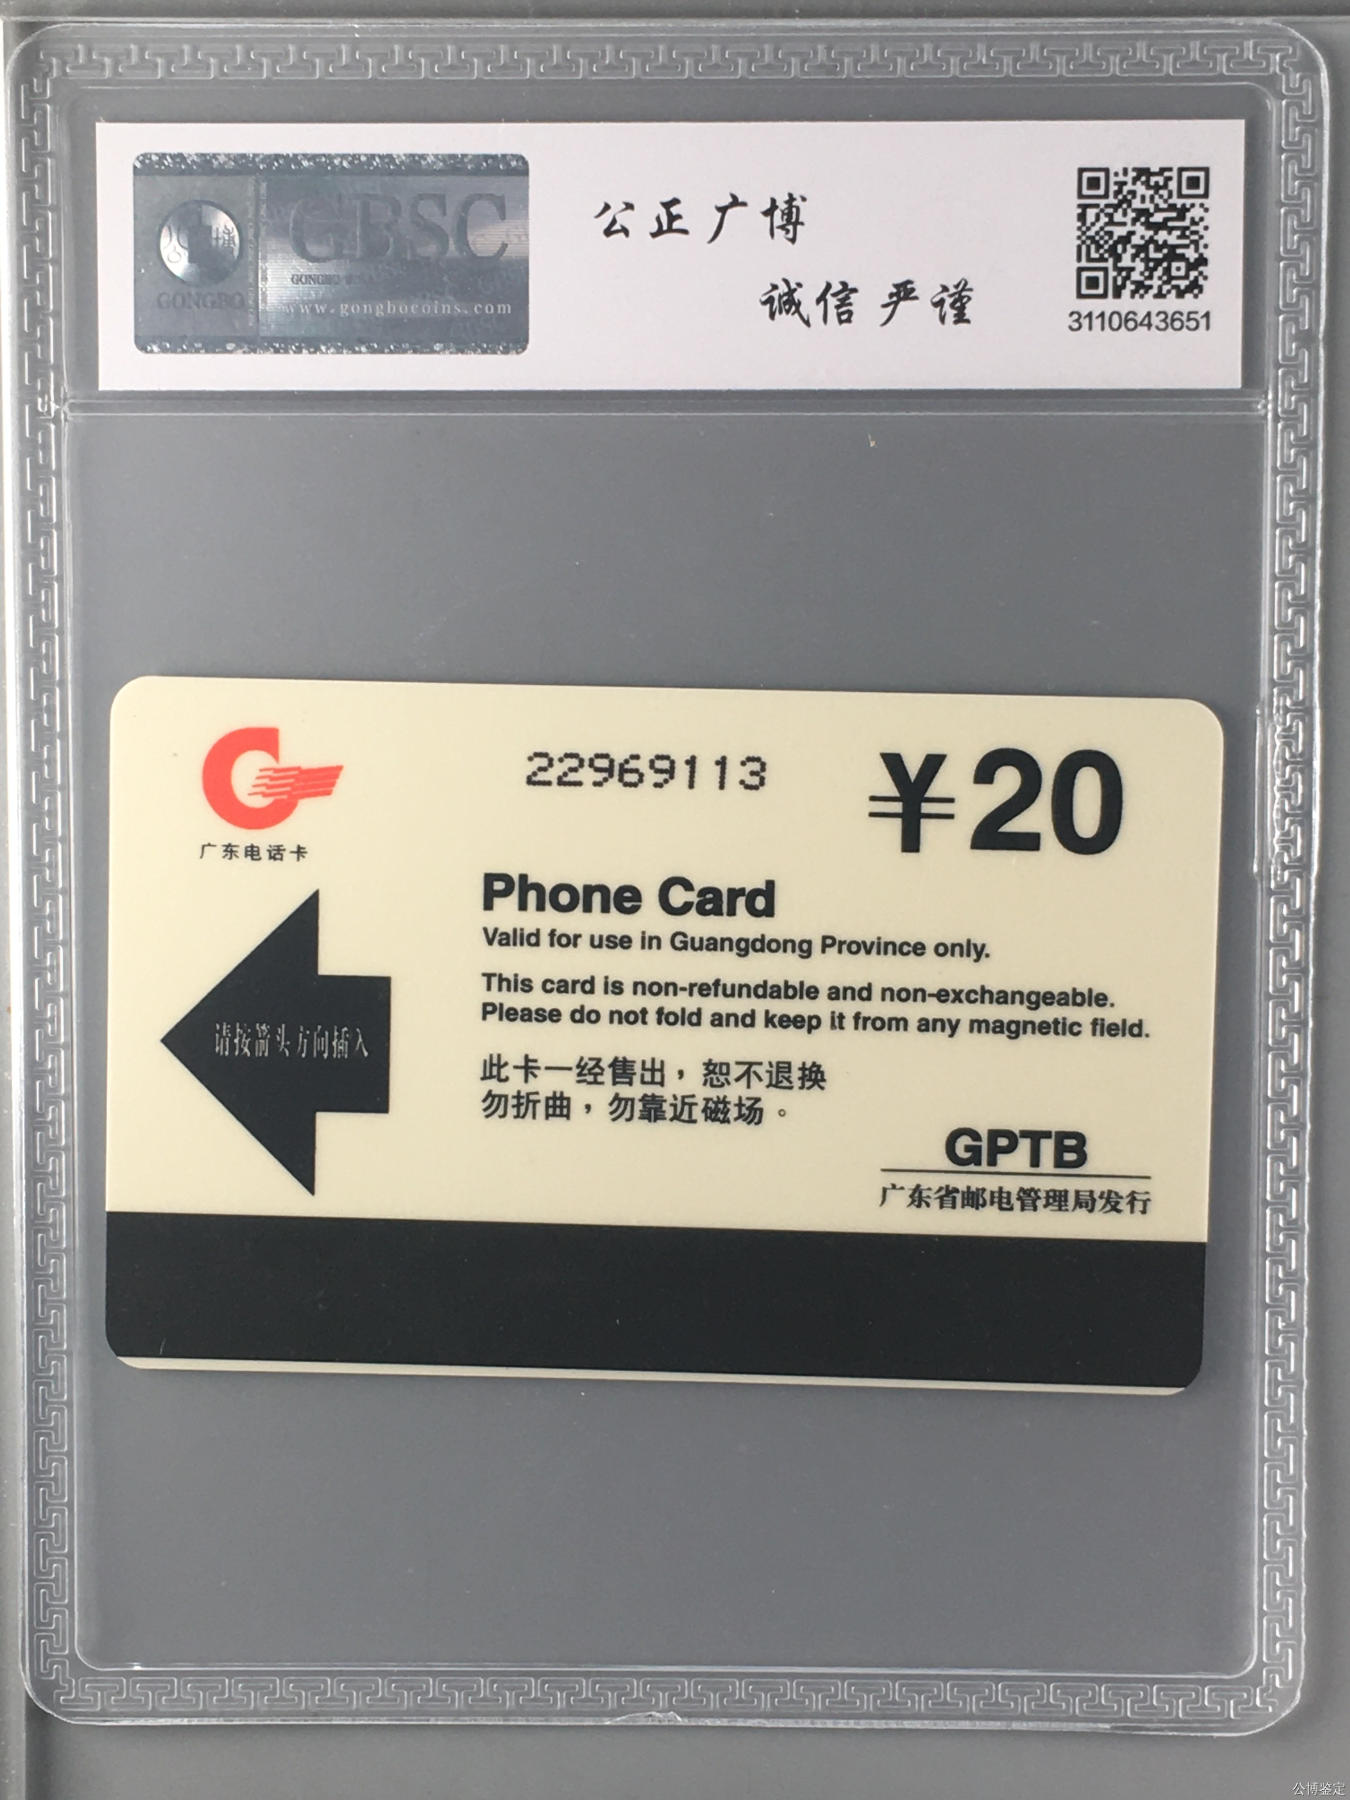 GBSC
GONGBO
www.gongbocoins.com
公正广博
诚信严谨
3110643651
22969113
¥20
广东电话卡
Phone Card
Valid for use in Guangdong Province only.
This card is non-refundable and non-exchangeable.
Please do not fold and keep it from any magnetic field.
请按箭头方向插入
此卡一经售出，恕不退换
勿折曲，勿靠近磁场。
GPTB
广东省邮电管理局发行
公博鉴定